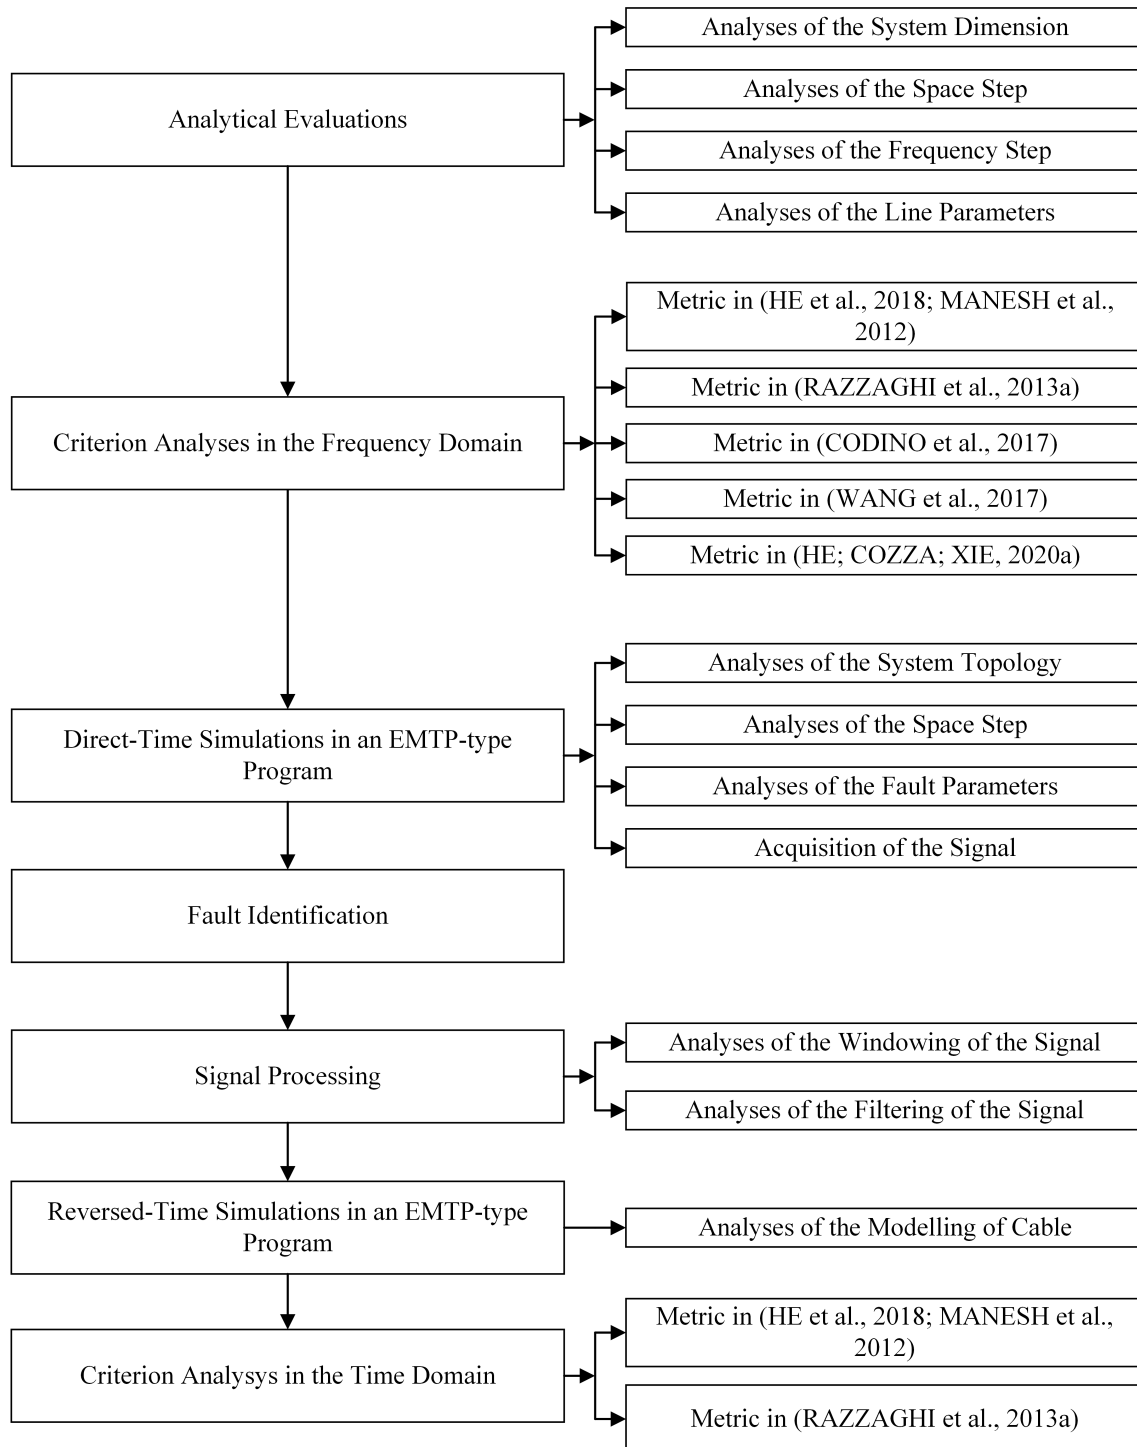 Analytical Evaluations
Analyses of the System Dimension
Analyses of the Space Step
Analyses of the Frequency Step
Analyses of the Line Parameters
Criterion Analyses in the Frequency Domain
Metric in (HE et al., 2018; MANESH et al.,
2012)
Metric in (RAZZAGHI et al., 2013a)
Metric in (CODINO et al., 2017)
Metric in (WANG et al., 2017)
Metric in (HE; COZZA; XIE, 2020a)
Direct-Time Simulations in an EMTP-type
Program
Analyses of the System Topology
Analyses of the Space Step
Analyses of the Fault Parameters
Acquisition of the Signal
Fault Identification
Signal Processing
Analyses of the Windowing of the Signal
Analyses of the Filtering of the Signal
Reversed-Time Simulations in an EMTP-type
Program
Analyses of the Modelling of Cable
Criterion Analysys in the Time Domain
Metric in (HE et al., 2018; MANESH et al.,
2012)
Metric in (RAZZAGHI et al., 2013a)